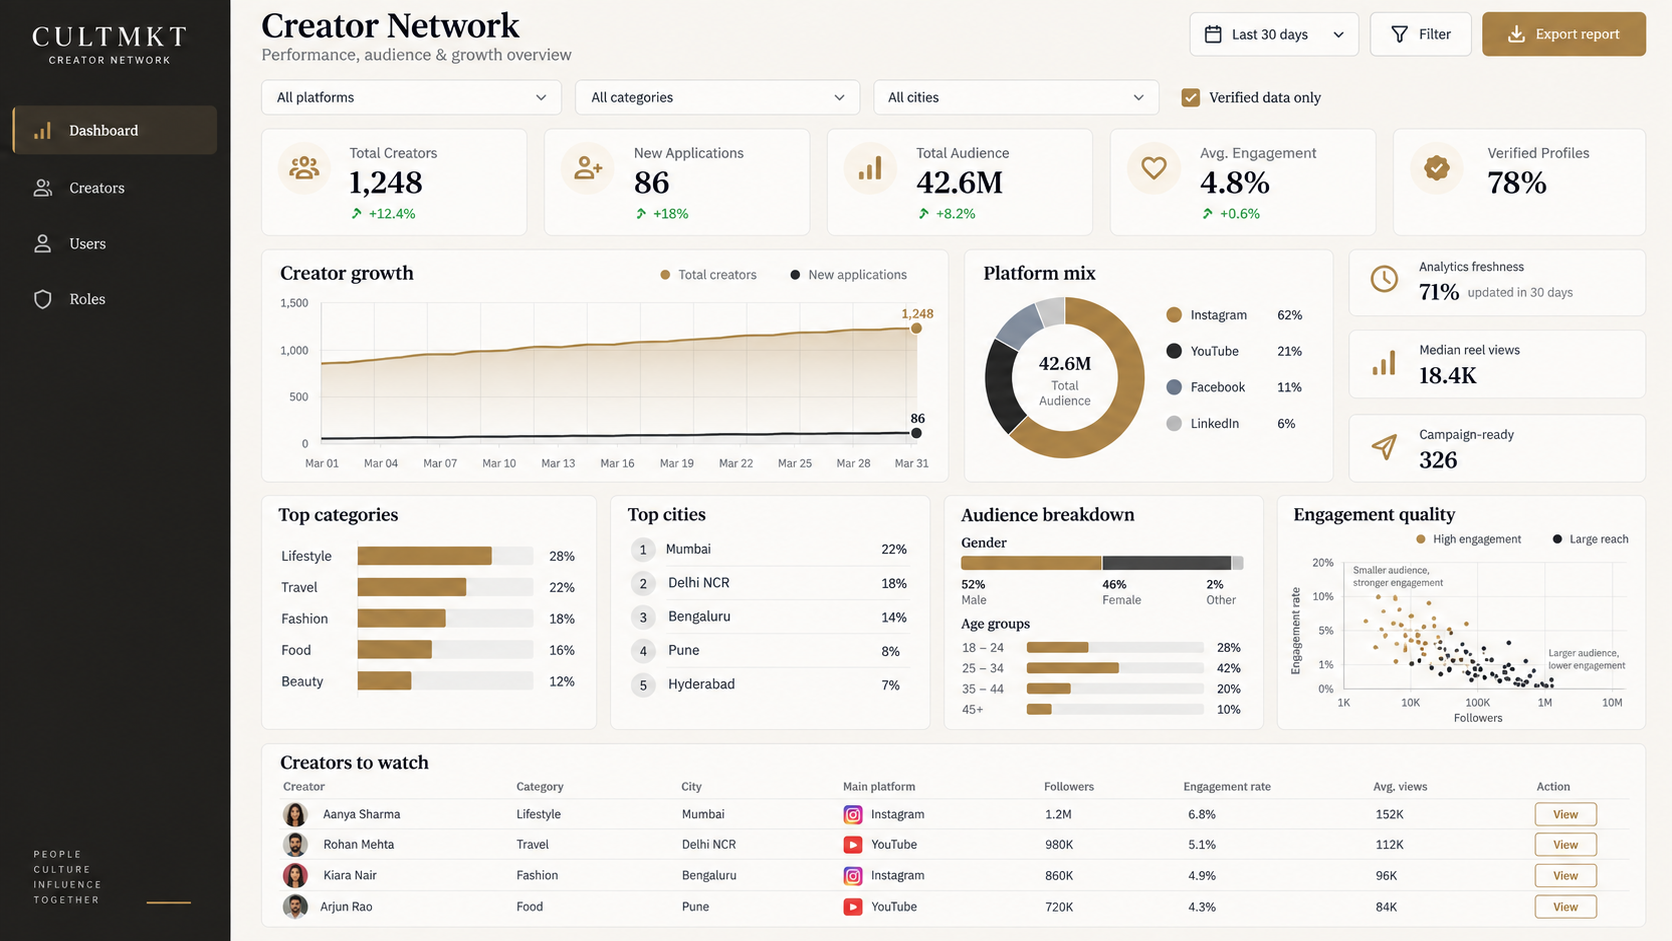 CULTMKT
CREATOR NETWORK
Dashboard
Creators
Users
Roles
PEOPLE
CULTURE
INFLUENCE
TOGETHER
Creator Network
Performance, audience & growth overview
Last 30 days
Filter
Export report
All platforms
All categories
All cities
Verified data only
Total Creators
1,248
+12.4%
New Applications
86
+18%
Total Audience
42.6M
+8.2%
Avg. Engagement
4.8%
+0.6%
Verified Profiles
78%
Creator growth
Total creators
New applications
1,500
1,000
500
0
1,248
86
Mar 01 Mar 04 Mar 07 Mar 10 Mar 13 Mar 16 Mar 19 Mar 22 Mar 25 Mar 28 Mar 31
Platform mix
42.6M
Total
Audience
Instagram 62%
YouTube 21%
Facebook 11%
LinkedIn 6%
Analytics freshness
71% updated in 30 days
Median reel views
18.4K
Campaign-ready
326
Top categories
Lifestyle 28%
Travel 22%
Fashion 18%
Food 16%
Beauty 12%
Top cities
1 Mumbai 22%
2 Delhi NCR 18%
3 Bengaluru 14%
4 Pune 8%
5 Hyderabad 7%
Audience breakdown
Gender
52% 46% 2%
Male Female Other
Age groups
18 – 24 28%
25 – 34 42%
35 – 44 20%
45+ 10%
Engagement quality
High engagement
Large reach
Engagement rate
20%
10%
5%
1%
0%
Smaller audience,
stronger engagement
Larger audience,
lower engagement
1K 10K 100K 1M 10M
Followers
Creators to watch
Creator Category City Main platform Followers Engagement rate Avg. views Action
Aanya Sharma Lifestyle Mumbai Instagram 1.2M 6.8% 152K View
Rohan Mehta Travel Delhi NCR YouTube 980K 5.1% 112K View
Kiara Nair Fashion Bengaluru Instagram 860K 4.9% 96K View
Arjun Rao Food Pune YouTube 720K 4.3% 84K View